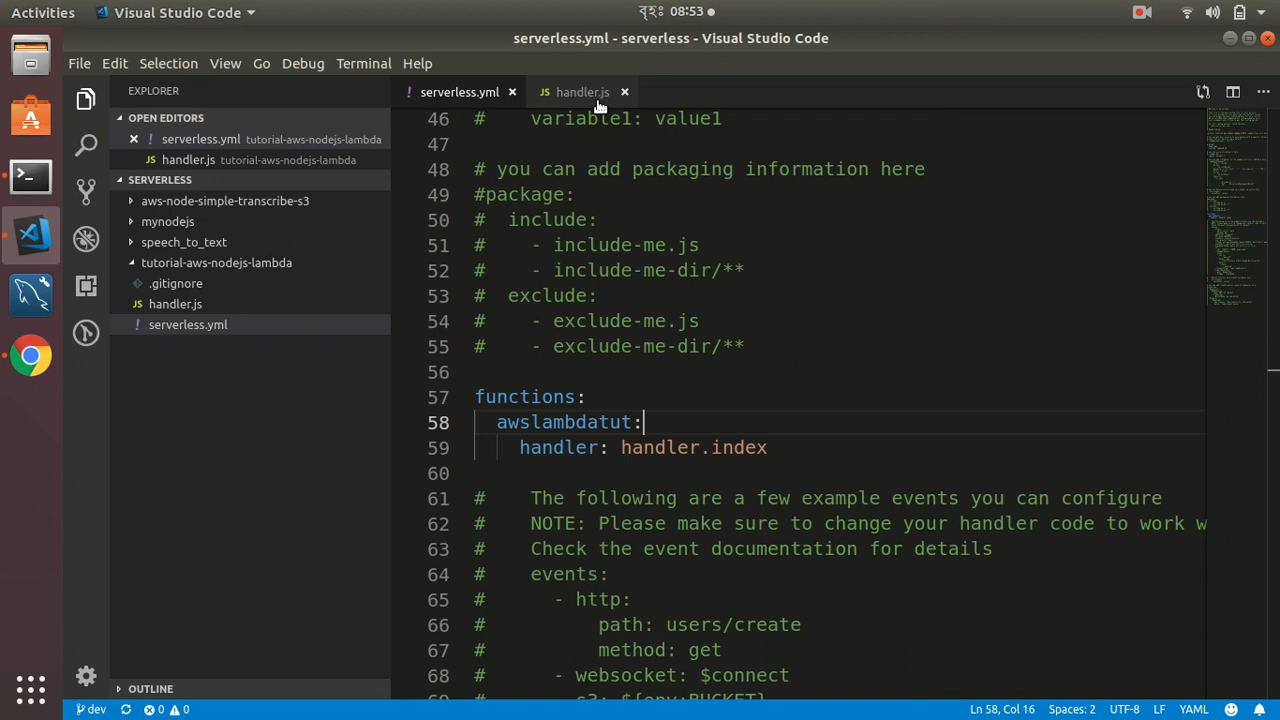 Activities Visual Studio Code বৃহঃ 08:53
serverless.yml - serverless - Visual Studio Code
File Edit Selection View Go Debug Terminal Help
EXPLORER
OPEN EDITORS
serverless.yml tutorial-aws-nodejs-lambda
JS handler.js tutorial-aws-nodejs-lambda
SERVERLESS
aws-node-simple-transcribe-s3
mynodejs
speech_to_text
tutorial-aws-nodejs-lambda
.gitignore
JS handler.js
! serverless.yml
OUTLINE
! serverless.yml JS handler.js
46 # variable1: value1
47
48 # you can add packaging information here
49 #package:
50 # include:
51 # - include-me.js
52 # - include-me-dir/**
53 # exclude:
54 # - exclude-me.js
55 # - exclude-me-dir/**
56
57 functions:
58 awslambdatut:
59 handler: handler.index
60
61 # The following are a few example events you can configure
62 # NOTE: Please make sure to change your handler code to work w
63 # Check the event documentation for details
64 # events:
65 # - http:
66 # path: users/create
67 # method: get
68 # - websocket: $connect
69 # - s3: ${env:BUCKET}
dev 0 0 Ln 58, Col 16 Spaces: 2 UTF-8 LF YAML